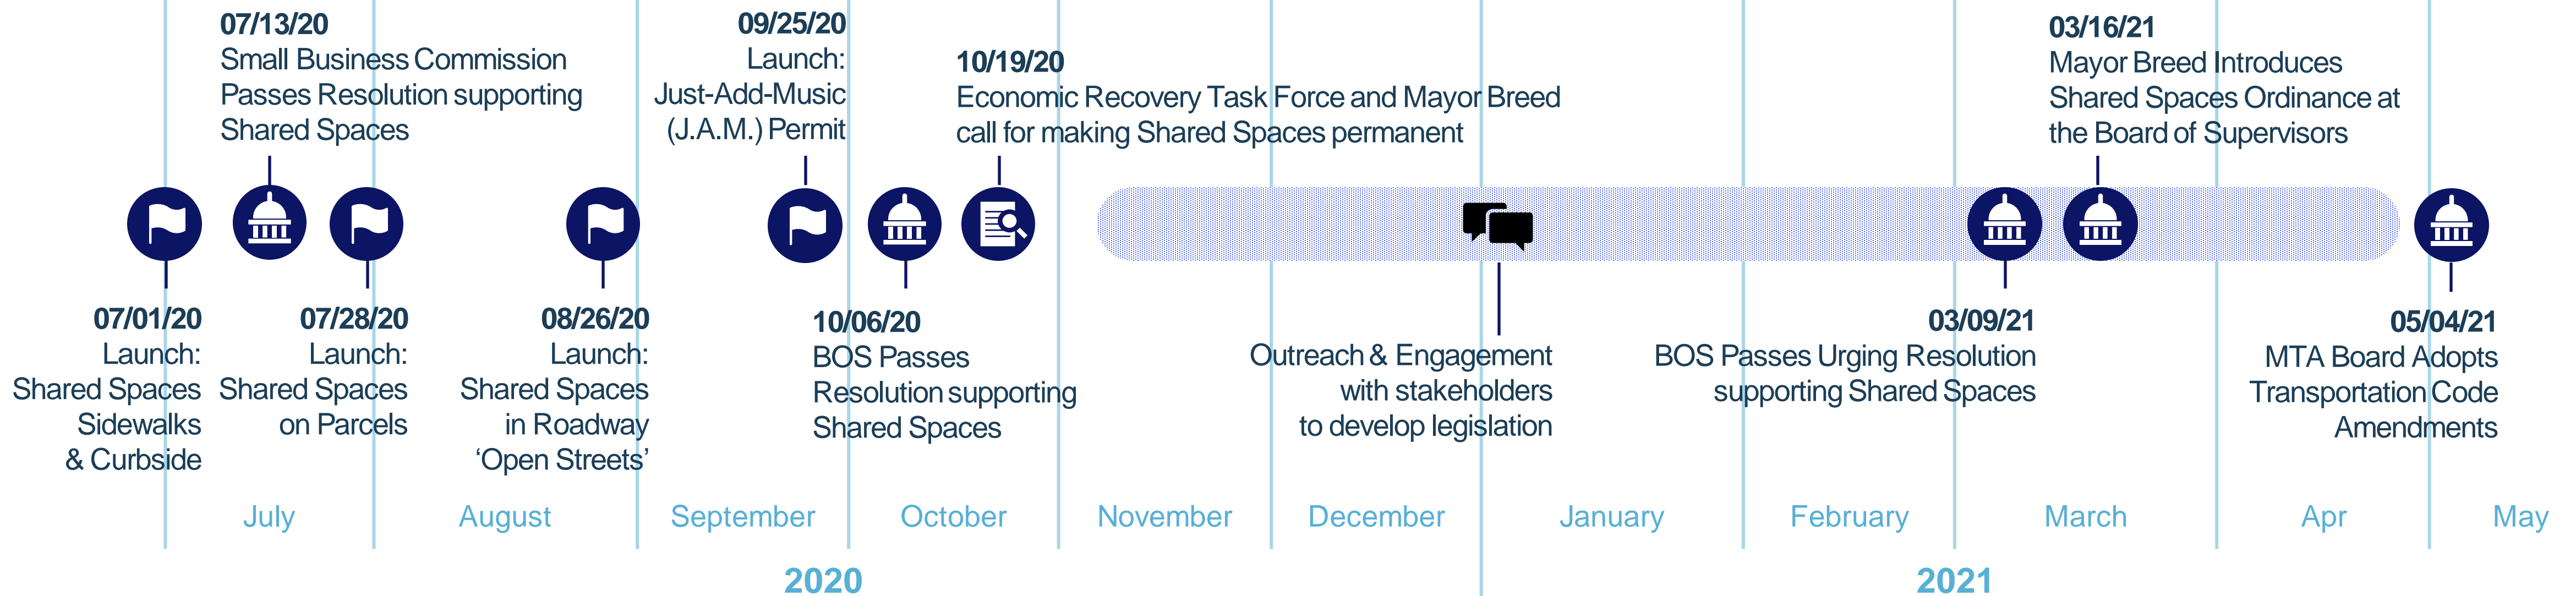 07/13/20
Small Business Commission
Passes Resolution supporting
Shared Spaces
09/25/20
Launch:
Just-Add-Music
(J.A.M.) Permit
10/19/20
Economic Recovery Task Force and Mayor Breed
call for making Shared Spaces permanent
03/16/21
Mayor Breed Introduces
Shared Spaces Ordinance at
the Board of Supervisors
07/01/20
Launch:
Shared Spaces
Sidewalks
& Curbside
07/28/20
Launch:
Shared Spaces
on Parcels
08/26/20
Launch:
Shared Spaces
in Roadway
‘Open Streets’
10/06/20
BOS Passes
Resolution supporting
Shared Spaces
Outreach & Engagement
with stakeholders
to develop legislation
03/09/21
BOS Passes Urging Resolution
supporting Shared Spaces
05/04/21
MTA Board Adopts
Transportation Code
Amendments
July
August
September
October
November
December
January
February
March
Apr
May
2020
2021